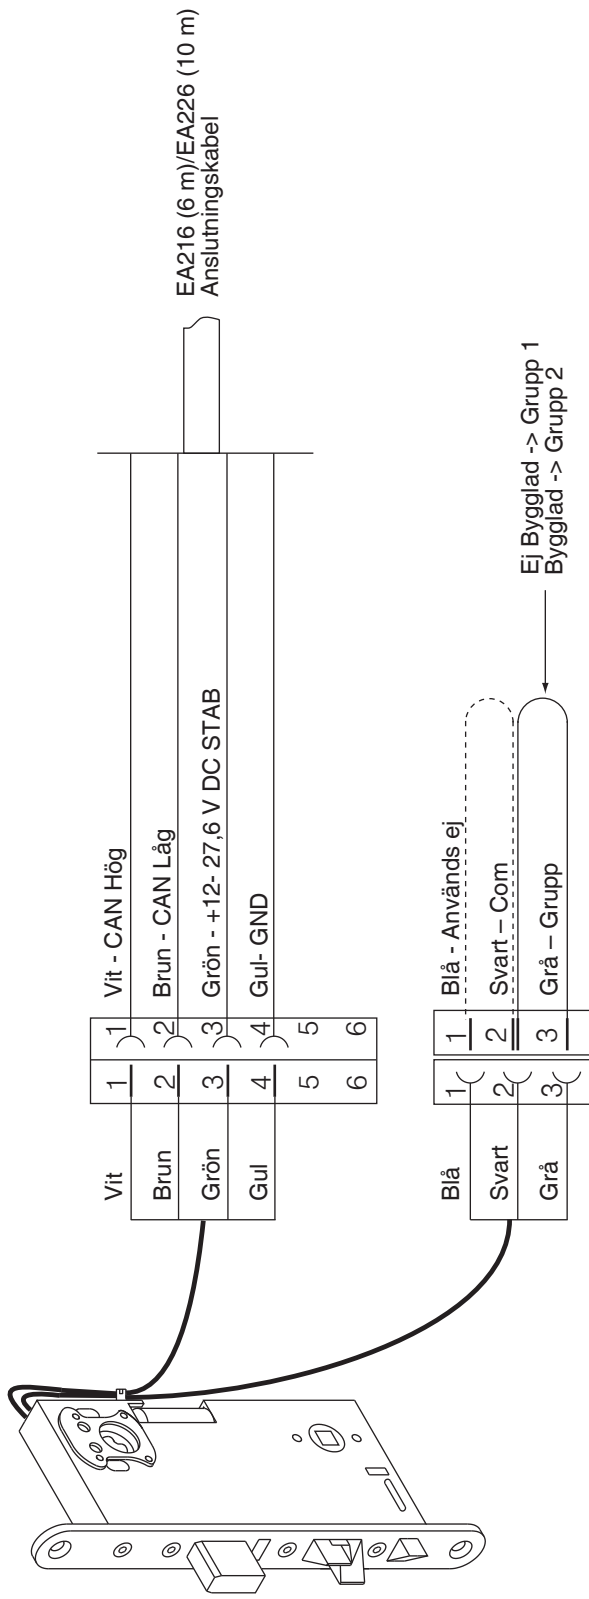 EA216 (6 m)/EA226 (10 m)
Anslutningskabel
Vit
1
1
Vit - CAN Hög
Brun
2
2
Brun - CAN Låg
Grön
3
3
Grön - +12- 27,6 V DC STAB
Gul
4
4
Gul- GND
5
5
6
6
Blå
1
1
Blå - Används ej
Svart
2
2
Svart – Com
Grå
3
3
Grå – Grupp
Ej Bygglad -> Grupp 1
Bygglad -> Grupp 2